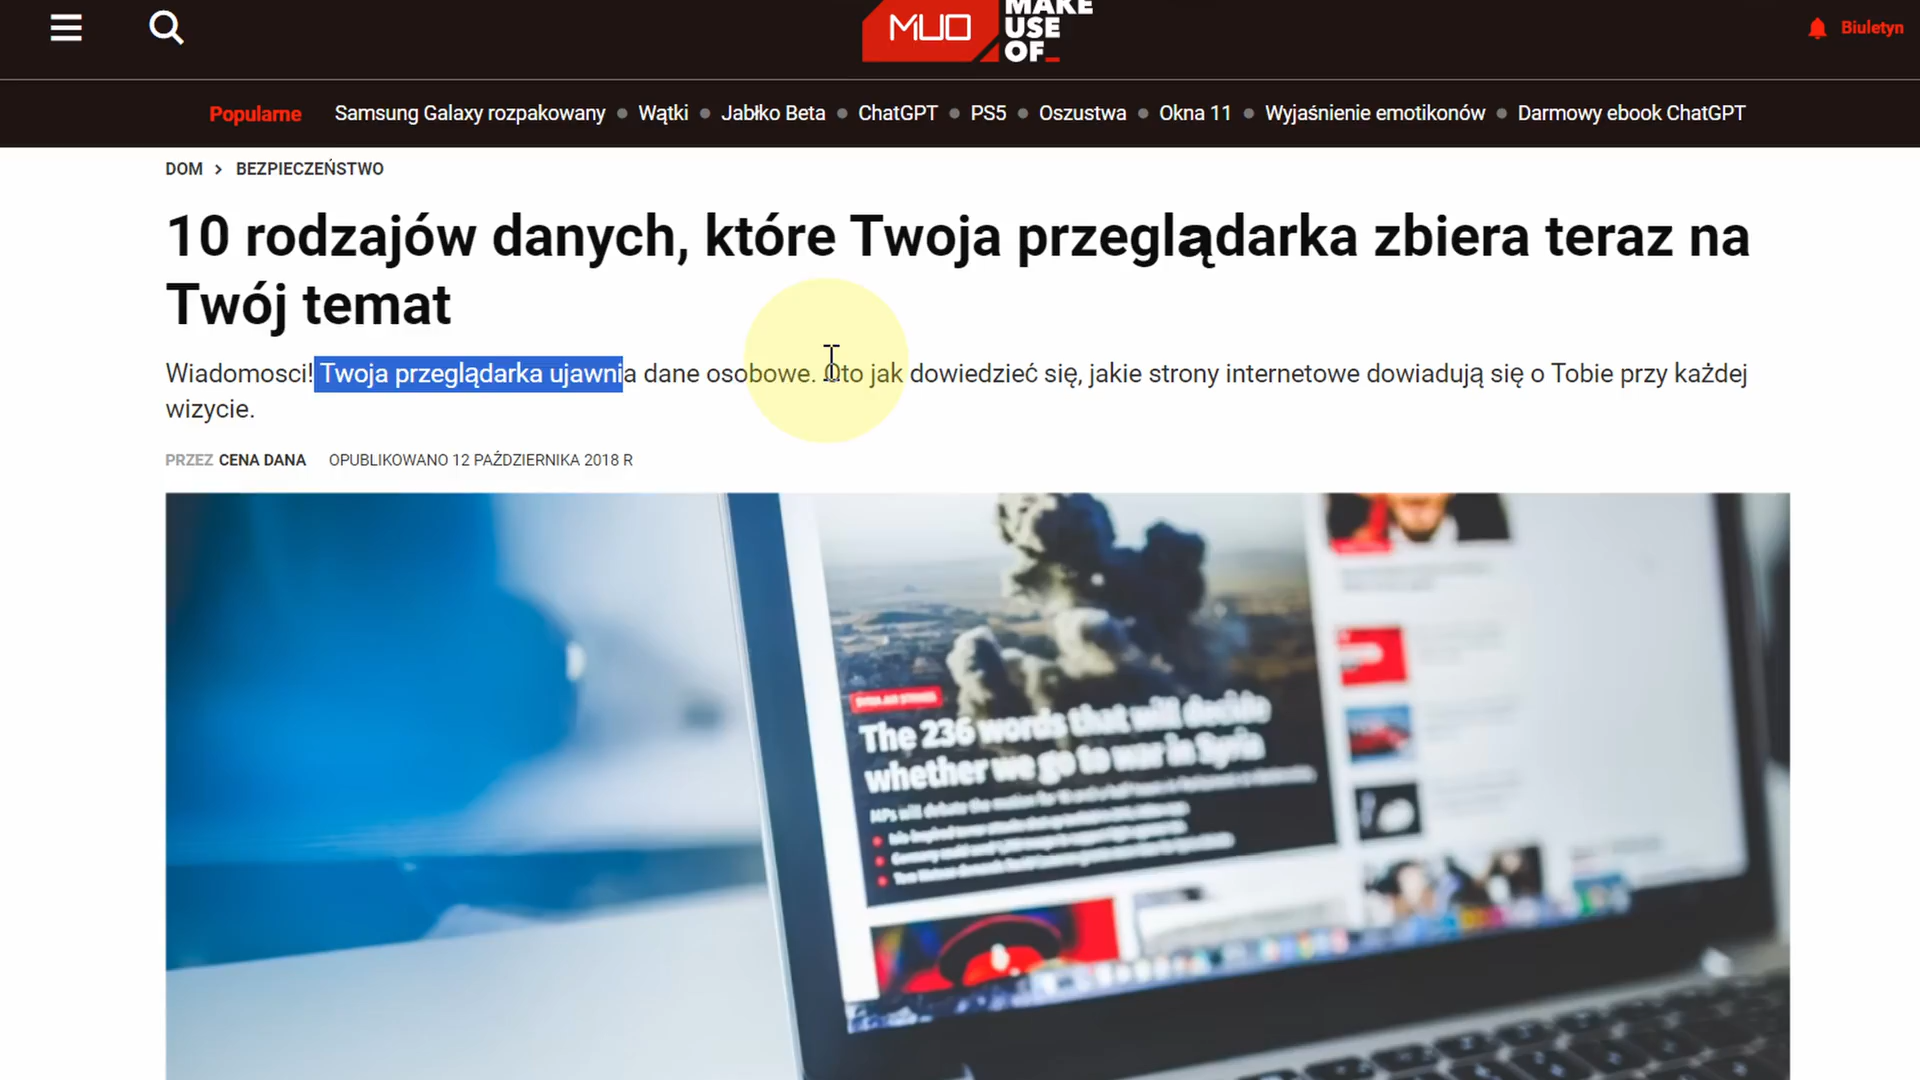 MUO
MAKE
USE
OF_
Biuletyn
Popularne
Samsung Galaxy rozpakowany • Wątki • Jabłko Beta • ChatGPT • PS5 • Oszustwa • Okna 11 • Wyjaśnienie emotikonów • Darmowy ebook ChatGPT
DOM > BEZPIECZEŃSTWO
10 rodzajów danych, które Twoja przeglądarka zbiera teraz na
Twój temat
Wiadomosci! Twoja przeglądarka ujawnia dane osobowe. Oto jak dowiedzieć się, jakie strony internetowe dowiadują się o Tobie przy każdej
wizycie.
PRZEZ CENA DANA OPUBLIKOWANO 12 PAŹDZIERNIKA 2018 R
The 236 words that will decide
whether we go to war in Syria